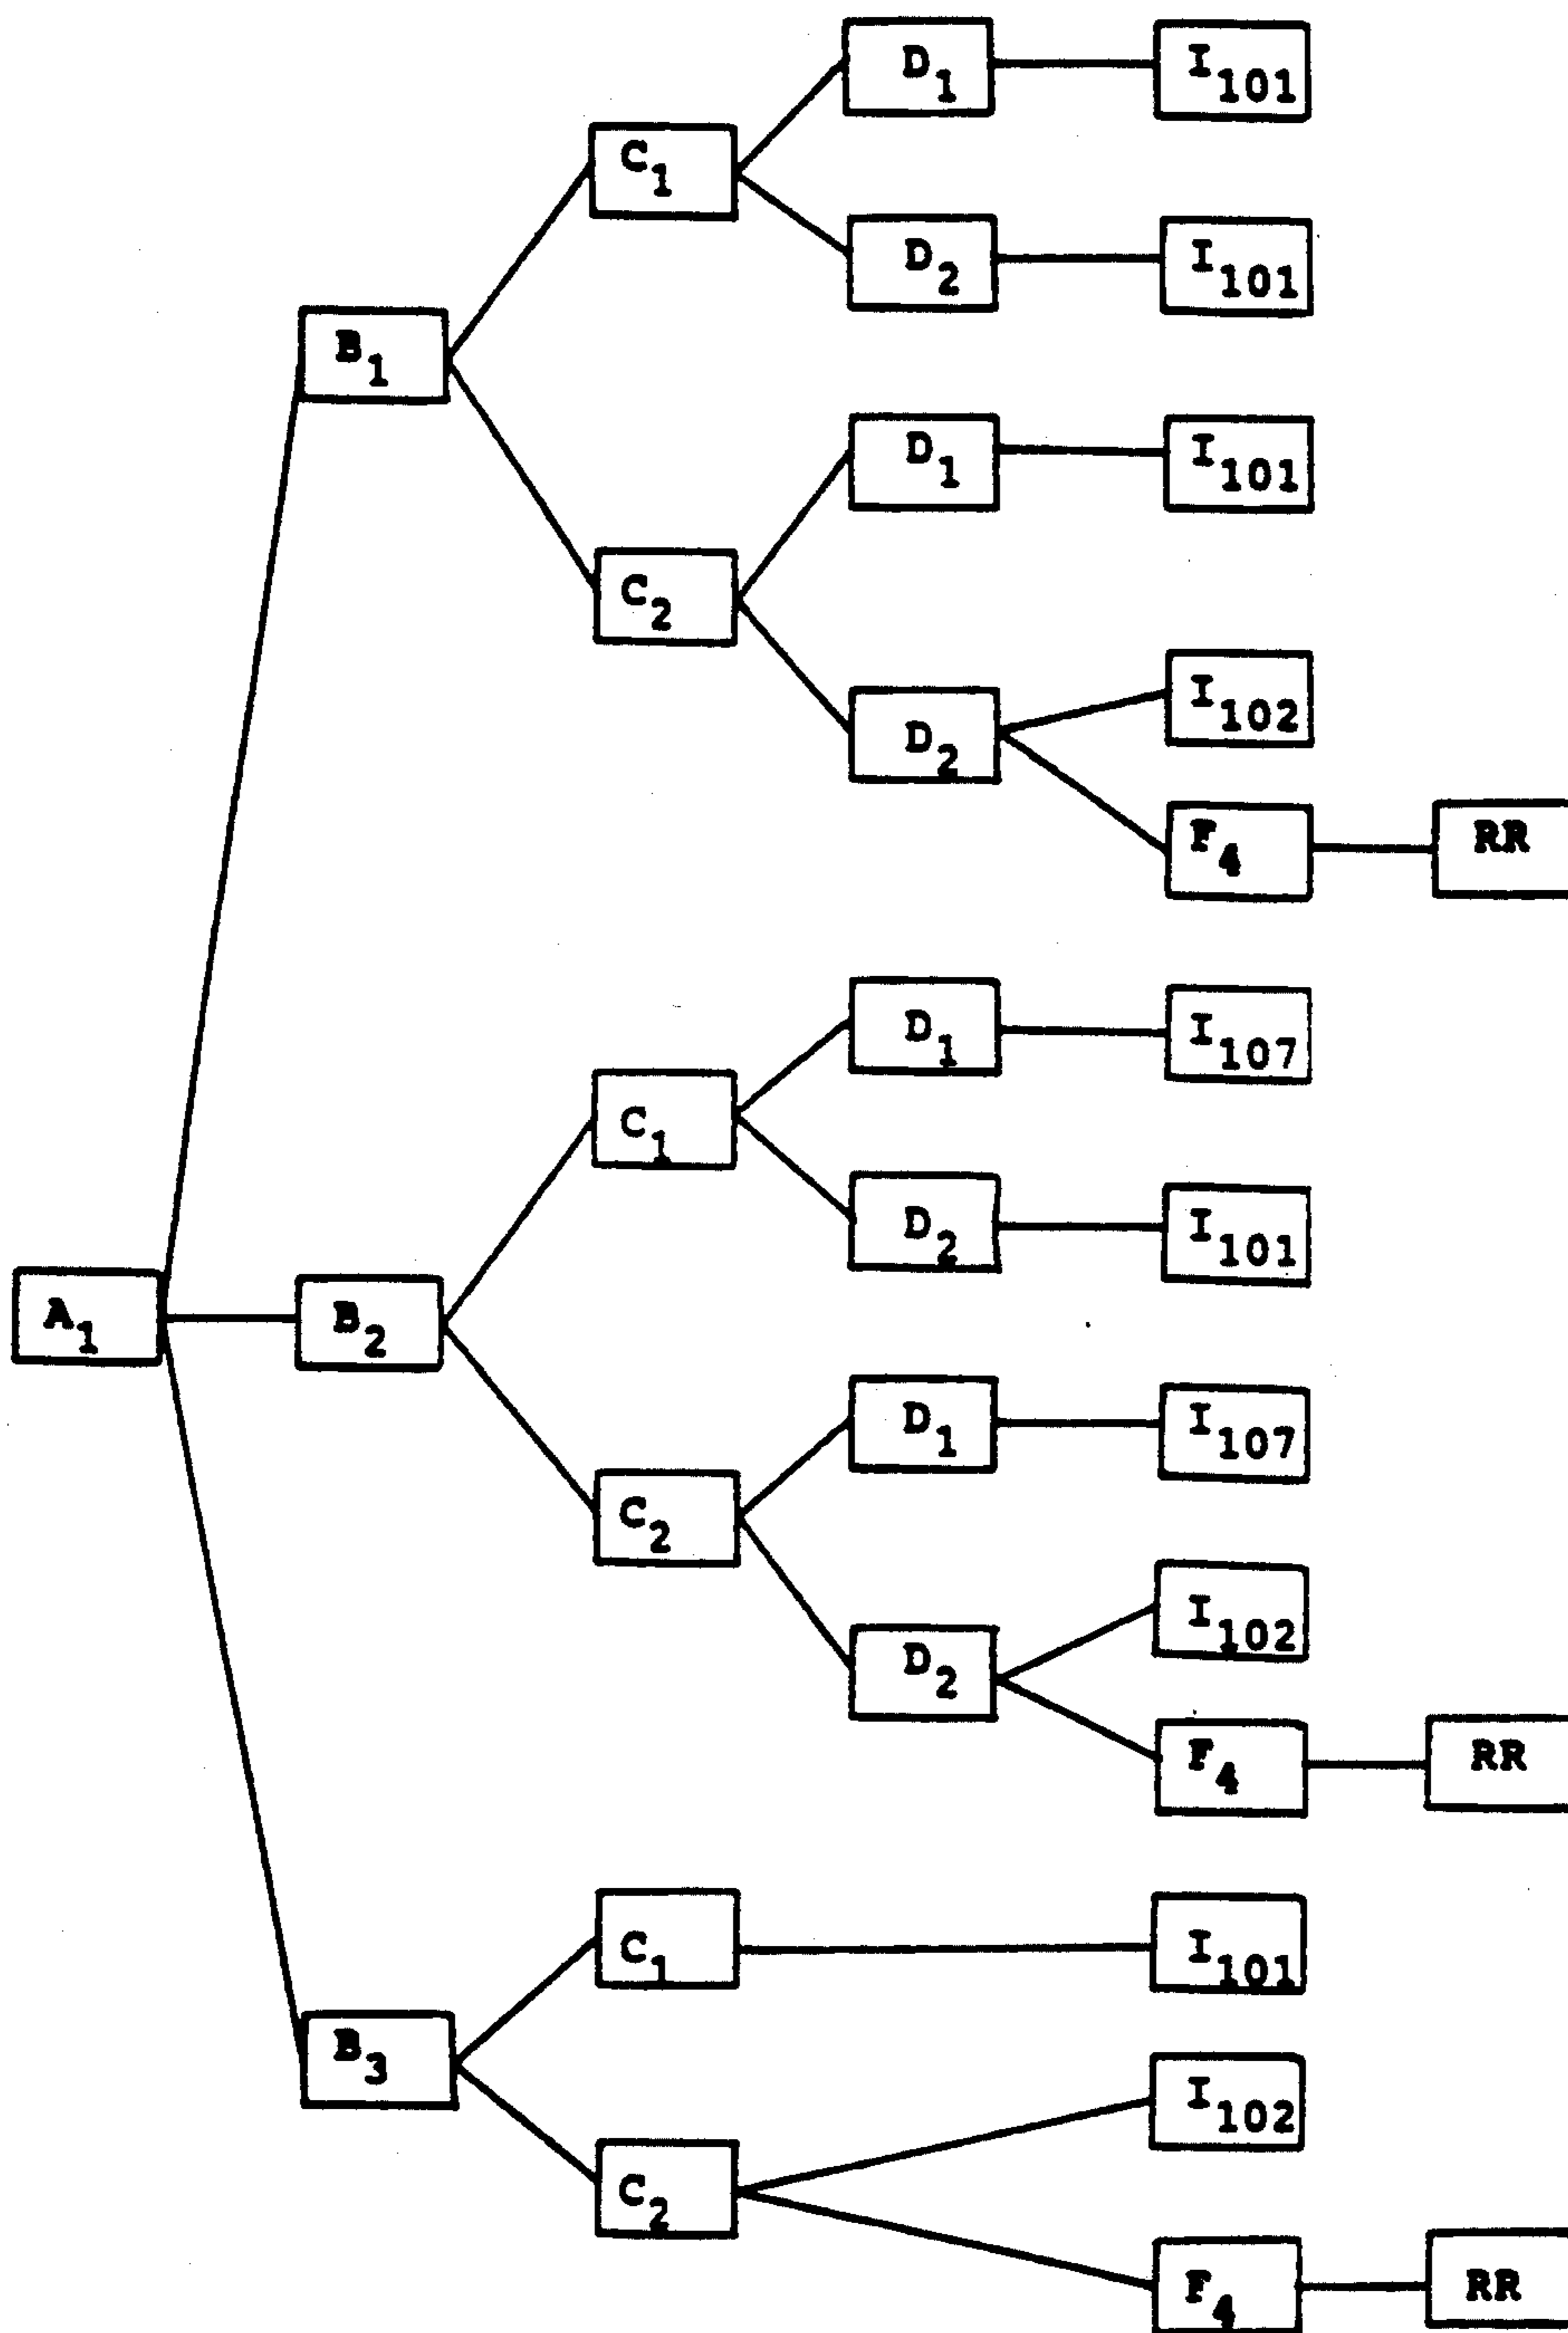 D1 I101
C1
D2 I101
B1
D1 I101
C2
I102
D2
F4 RR
D1 I107
C1
D2 I101
A1 B2
D1 I107
C2
I102
D2
F4 RR
C1 I101
B3
I102
C2
F4 RR